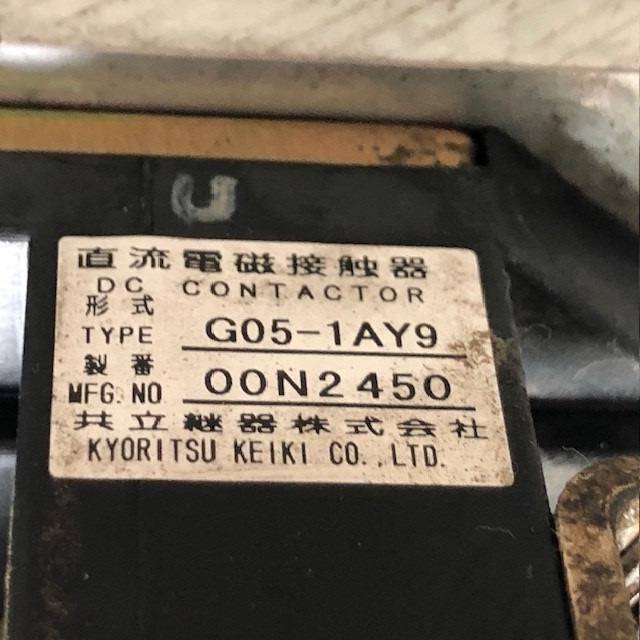 U
直流電磁接触器
DC CONTACTOR
形式
TYPE G05-1AY9
製番
MFG.NO 00N2450
共立継器株式会社
KYORITSU KEIKI CO.,LTD.